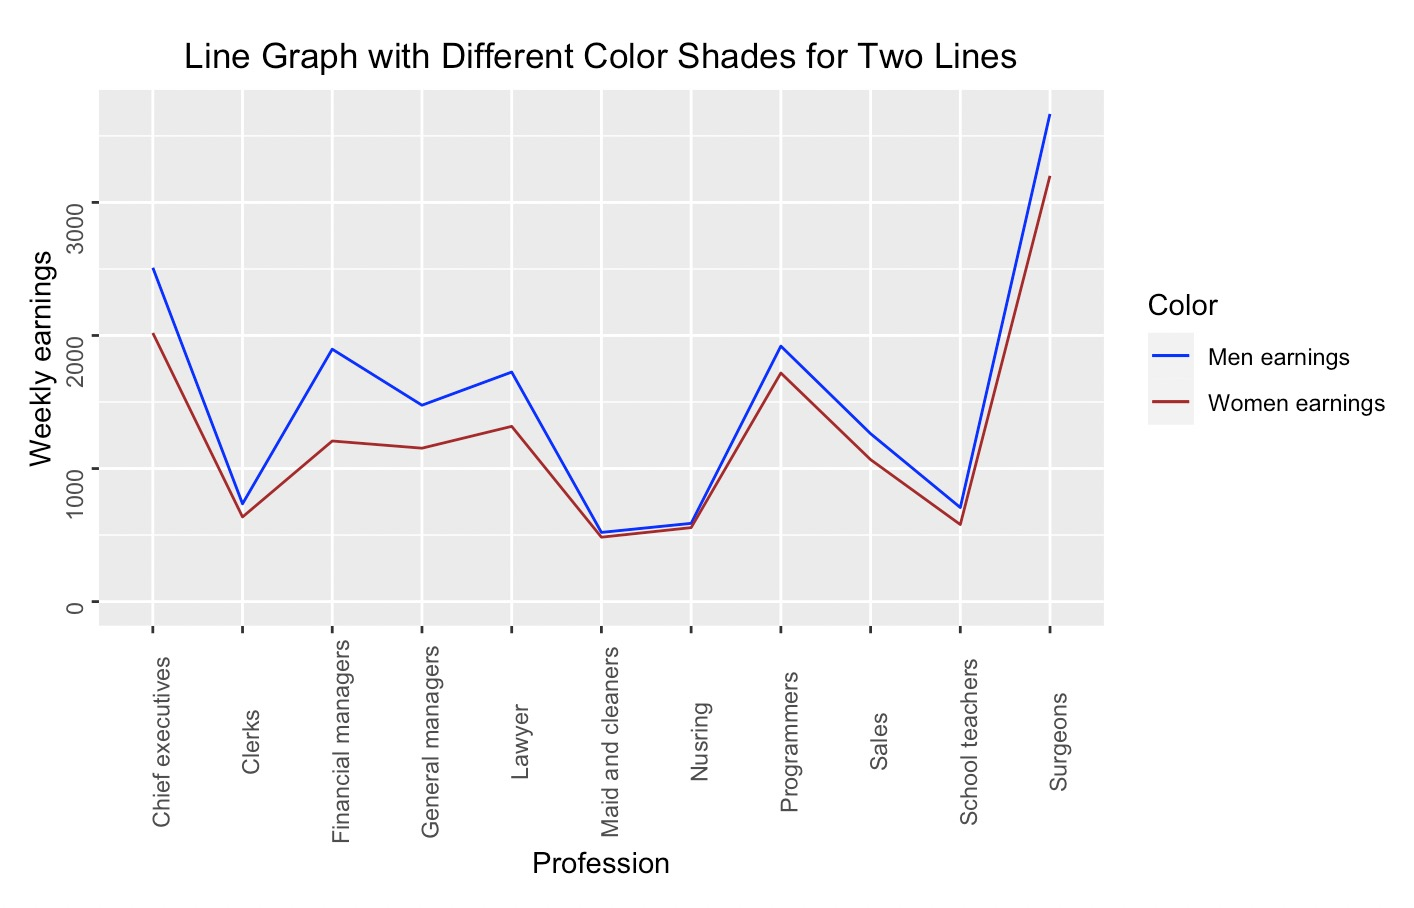 Line Graph with Different Color Shades for Two Lines
Weekly earnings
3000
2000
1000
0
Chief executives
Clerks
Financial managers
General managers
Lawyer
Maid and cleaners
Nusring
Programmers
Sales
School teachers
Surgeons
Profession
Color
Men earnings
Women earnings